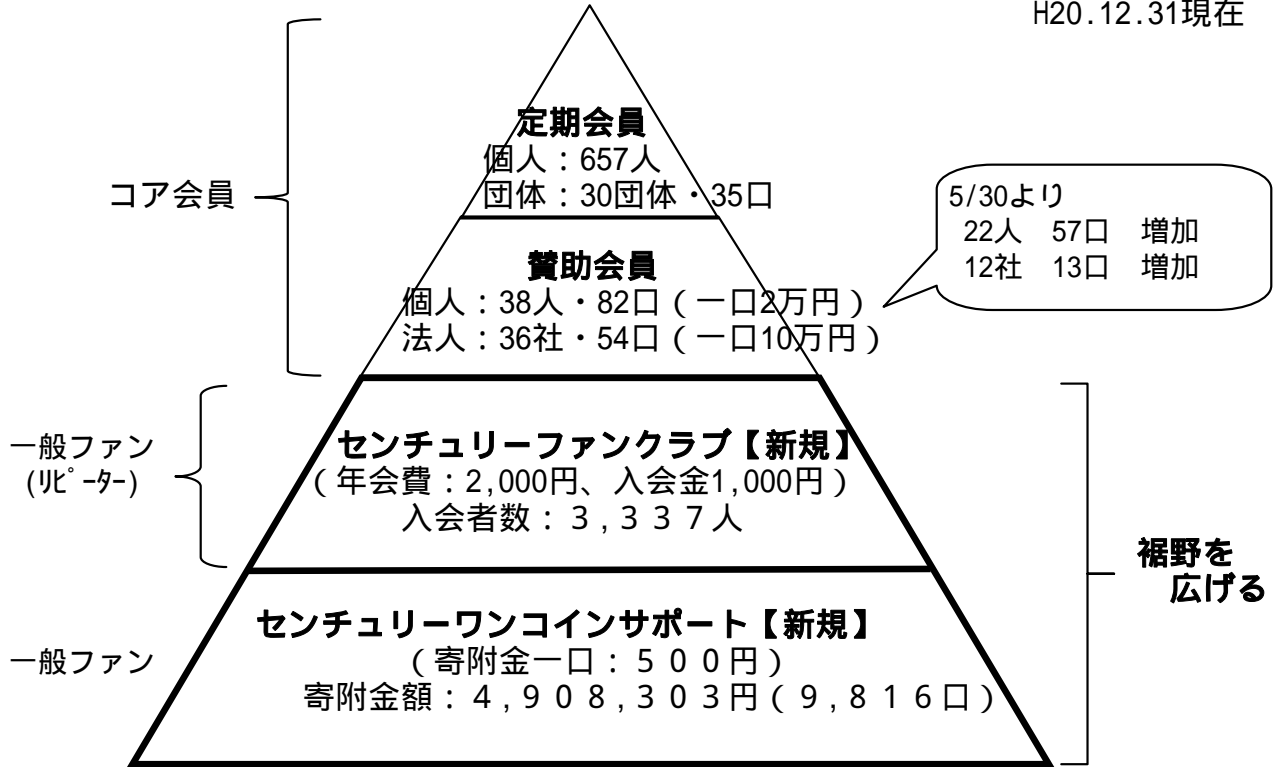 H20.12.31現在
定期会員
個人：657人
団体：30団体・35口
コア会員
5/30より
22人　57口　増加
12社　13口　増加
賛助会員
個人：38人・82口（一口2万円）
法人：36社・54口（一口10万円）
一般ファン
(ﾘﾋﾟｰﾀｰ)
センチュリーファンクラブ【新規】
（年会費：2,000円、入会金1,000円）
入会者数：３,３３７人
裾野を
広げる
センチュリーワンコインサポート【新規】
（寄附金一口：５００円）
一般ファン
寄附金額：４,９０８,３０３円（９,８１６口）